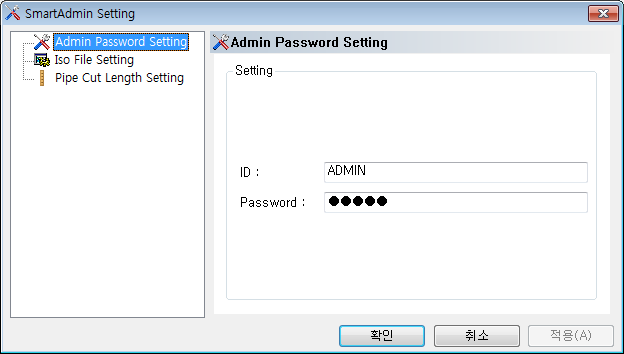 SmartAdmin Setting
Admin Password Setting
Iso File Setting
Pipe Cut Length Setting
Admin Password Setting
Setting
ID :
ADMIN
Password :
●●●●●
확인
취소
적용(A)